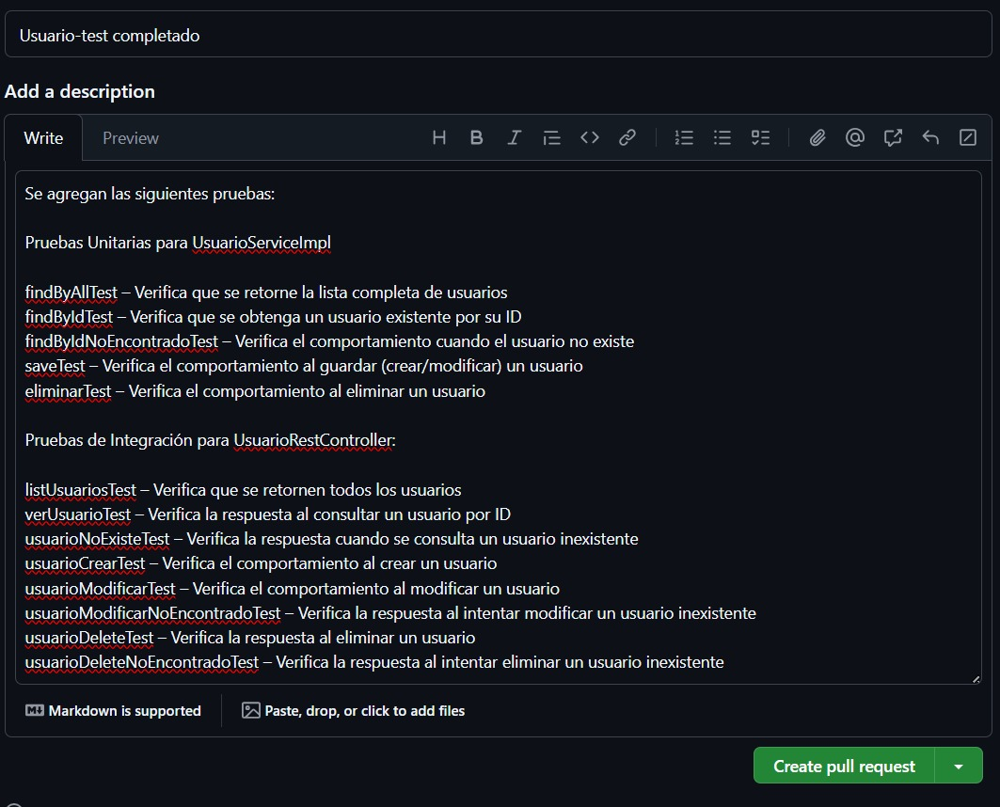 Usuario-test completado
Add a description
Write
Preview
Se agregan las siguientes pruebas:
Pruebas Unitarias para UsuarioServiceImpl
findByAllTest – Verifica que se retorne la lista completa de usuarios
findByIdTest – Verifica que se obtenga un usuario existente por su ID
findByIdNoEncontradoTest – Verifica el comportamiento cuando el usuario no existe
saveTest – Verifica el comportamiento al guardar (crear/modificar) un usuario
eliminarTest – Verifica el comportamiento al eliminar un usuario
Pruebas de Integración para UsuarioRestController:
listUsuariosTest – Verifica que se retornen todos los usuarios
verUsuarioTest – Verifica la respuesta al consultar un usuario por ID
usuarioNoExisteTest – Verifica la respuesta cuando se consulta un usuario inexistente
usuarioCrearTest – Verifica el comportamiento al crear un usuario
usuarioModificarTest – Verifica el comportamiento al modificar un usuario
usuarioModificarNoEncontradoTest – Verifica la respuesta al intentar modificar un usuario inexistente
usuarioDeleteTest – Verifica la respuesta al eliminar un usuario
usuarioDeleteNoEncontradoTest – Verifica la respuesta al intentar eliminar un usuario inexistente
Markdown is supported
Paste, drop, or click to add files
Create pull request